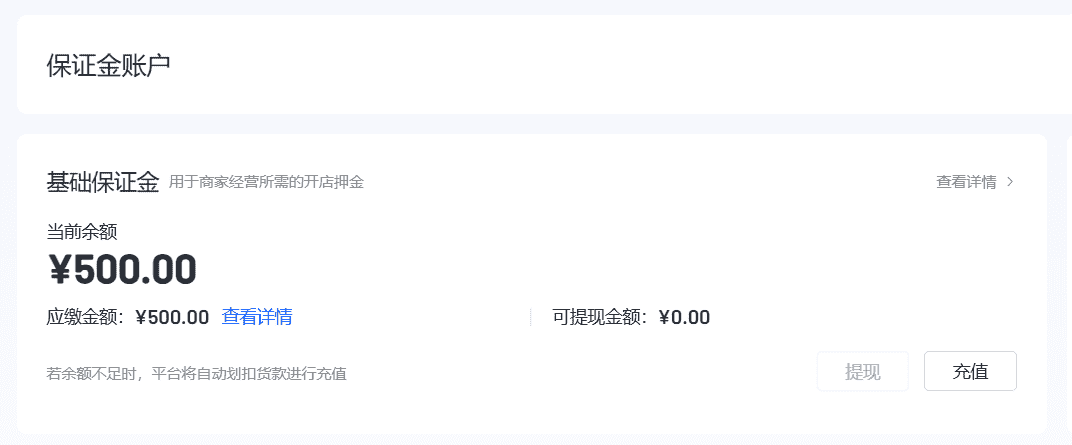 保证金账户
基础保证金 用于商家经营所需的开店押金 查看详情
当前余额
¥500.00
应缴金额：¥500.00 查看详情 可提现金额：¥0.00
若余额不足时，平台将自动划扣货款进行充值 提现 充值